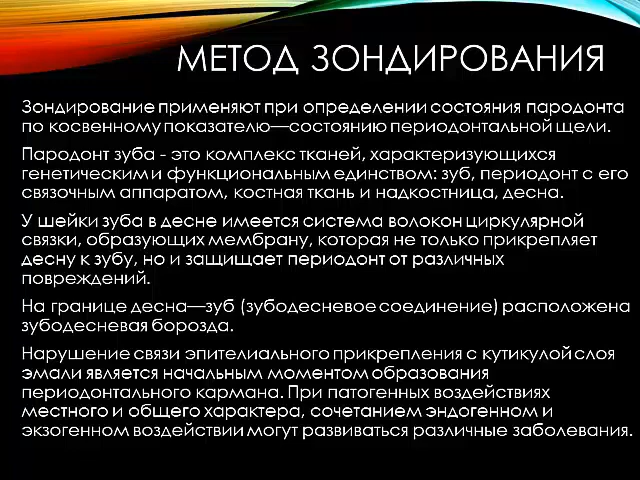 МЕТОД ЗОНДИРОВАНИЯ
Зондирование применяют при определении состояния пародонта
по косвенному показателю—состоянию периодонтальной щели.
Пародонт зуба - это комплекс тканей, характеризующихся
генетическим и функциональным единством: зуб, периодонт с его
связочным аппаратом, костная ткань и надкостница, десна.
У шейки зуба в десне имеется система волокон циркулярной
связки, образующих мембрану, которая не только прикрепляет
десну к зубу, но и защищает периодонт от различных
повреждений.
На границе десна—зуб (зубодесневое соединение) расположена
зубодесневая борозда.
Нарушение связи эпителиального прикрепления с кутикулой слоя
эмали является начальным моментом образования
периодонтального кармана. При патогенных воздействиях
местного и общего характера, сочетанием эндогенном и
экзогенном воздействии могут развиваться различные заболевания.